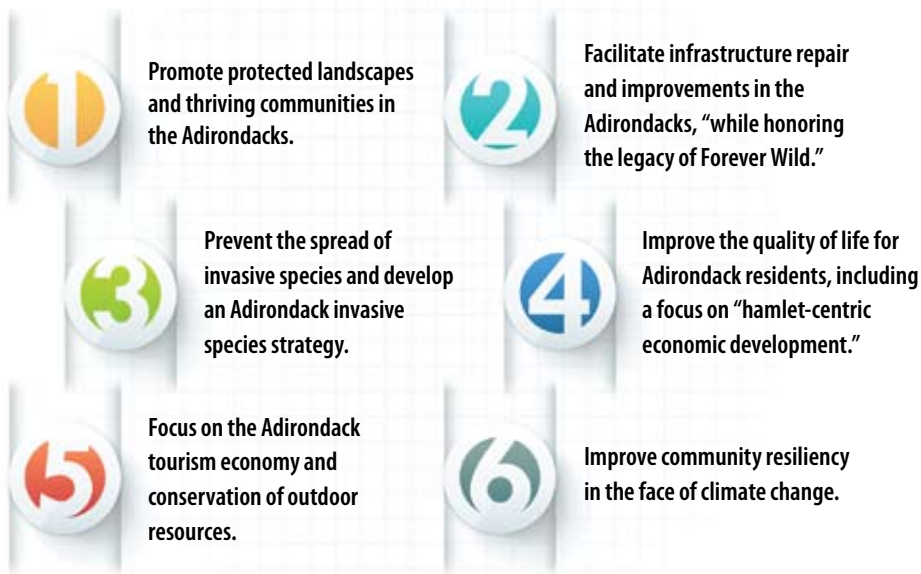 1
Promote protected landscapes
and thriving communities in
the Adirondacks.
2
Facilitate infrastructure repair
and improvements in the
Adirondacks, “while honoring
the legacy of Forever Wild.”
3
Prevent the spread of
invasive species and develop
an Adirondack invasive
species strategy.
4
Improve the quality of life for
Adirondack residents, including
a focus on “hamlet-centric
economic development.”
5
Focus on the Adirondack
tourism economy and
conservation of outdoor
resources.
6
Improve community resiliency
in the face of climate change.